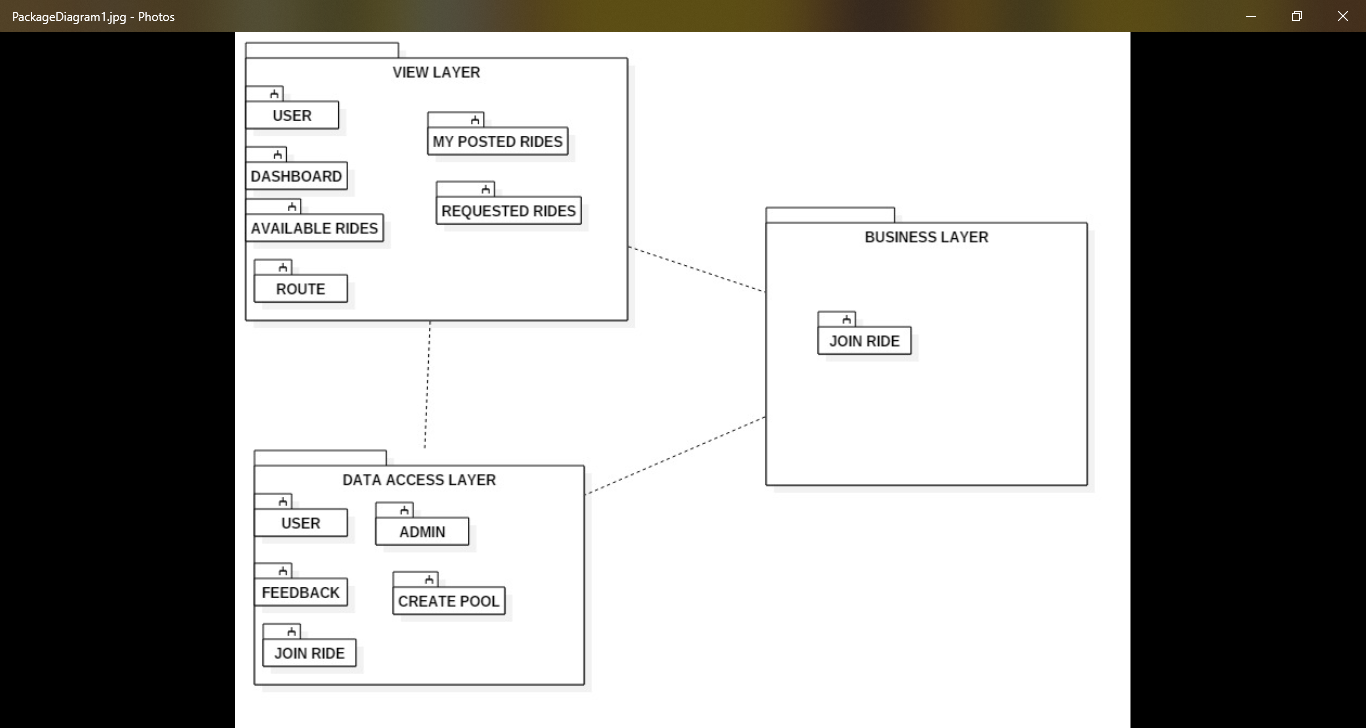 PackageDiagram1.jpg - Photos
VIEW LAYER
USER
MY POSTED RIDES
DASHBOARD
REQUESTED RIDES
AVAILABLE RIDES
ROUTE
BUSINESS LAYER
JOIN RIDE
DATA ACCESS LAYER
USER
ADMIN
FEEDBACK
CREATE POOL
JOIN RIDE